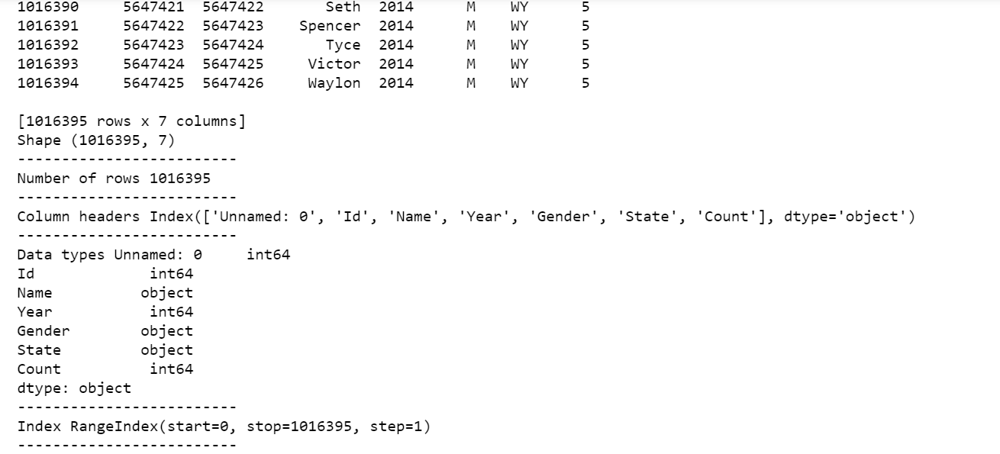 1016390     5647421  5647422       Seth  2014      M    WY      5
1016391     5647422  5647423    Spencer  2014      M    WY      5
1016392     5647423  5647424       Tyce  2014      M    WY      5
1016393     5647424  5647425     Victor  2014      M    WY      5
1016394     5647425  5647426     Waylon  2014      M    WY      5
[1016395 rows x 7 columns]
Shape (1016395, 7)
-------------------------
Number of rows 1016395
-------------------------
Column headers Index(['Unnamed: 0', 'Id', 'Name', 'Year', 'Gender', 'State', 'Count'], dtype='object')
-------------------------
Data types Unnamed: 0     int64
Id             int64
Name          object
Year           int64
Gender        object
State         object
Count          int64
dtype: object
-------------------------
Index RangeIndex(start=0, stop=1016395, step=1)
-------------------------